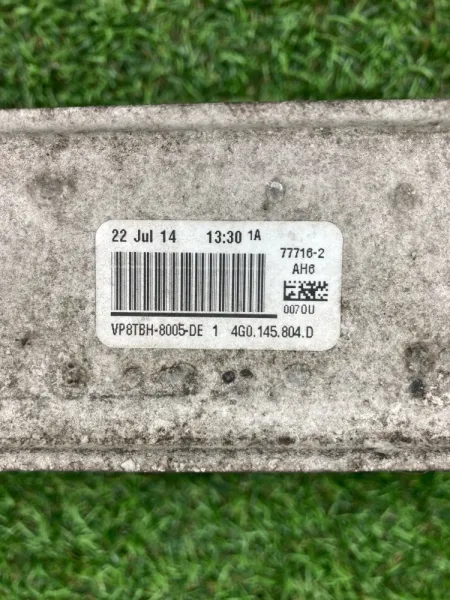 22 Jul 14 13:30 1A
77716-2
AH6
0070U
VP8TBH-8005-DE 1 4G0.145.804.D